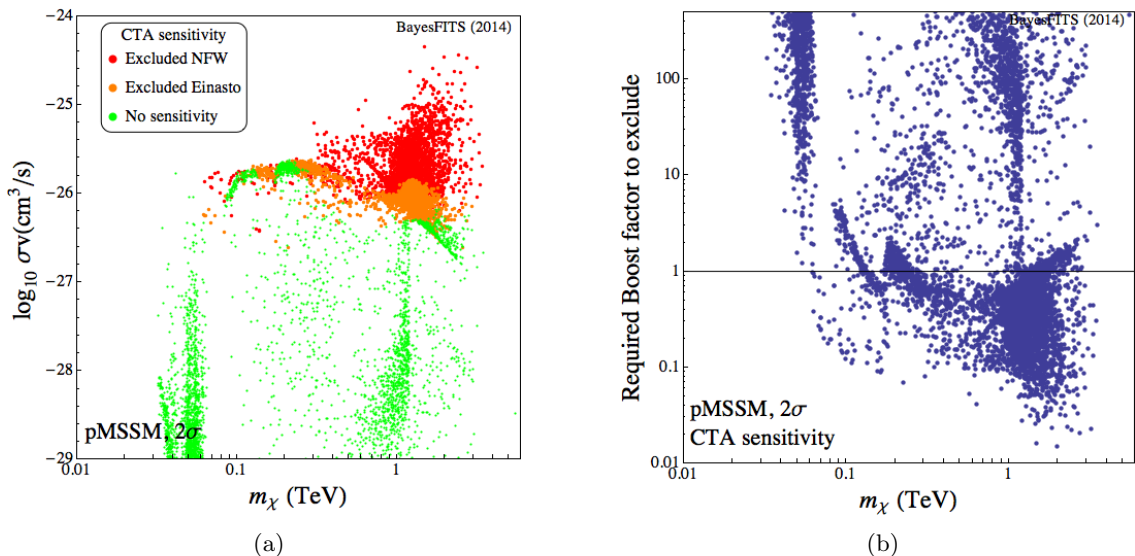 BayesFITS (2014)
CTA sensitivity
Excluded NFW
Excluded Einasto
No sensitivity
−24
−25
−26
−27
−28
−29
log₁₀ σv(cm³/s)
pMSSM, 2σ
0.01
0.1
1
mχ (TeV)
(a)
BayesFITS (2014)
100
10
1
0.1
0.01
Required Boost factor to exclude
pMSSM, 2σ
CTA sensitivity
0.01
0.1
1
mχ (TeV)
(b)